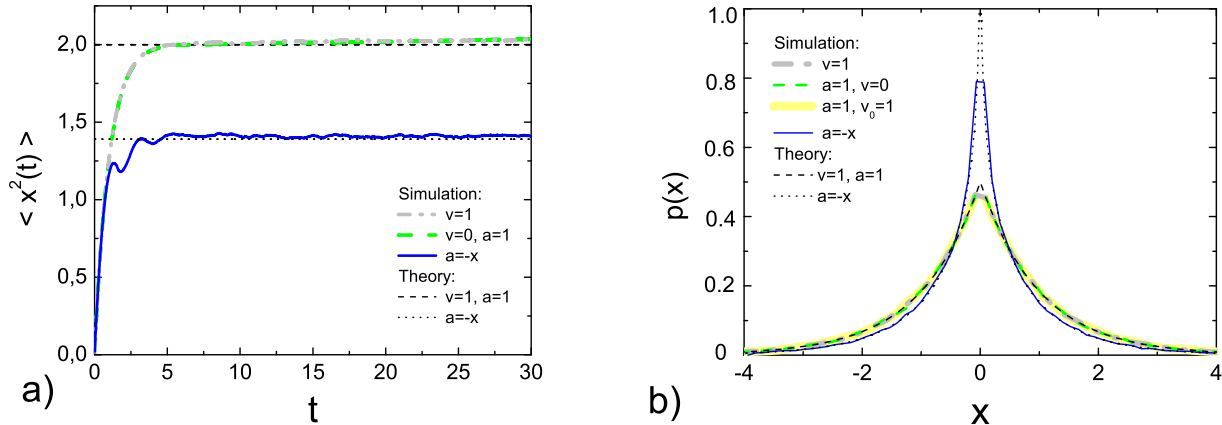 < x²(t) >
2,0
1,5
1,0
0,5
0,0
0 5 10 15 20 25 30
t
Simulation:
v=1
v=0, a=1
a=-x
Theory:
v=1, a=1
a=-x
a)
p(x)
1.0
0.8
0.6
0.4
0.2
0
-4 -2 0 2 4
x
Simulation:
v=1
a=1, v=0
a=1, v₀=1
a=-x
Theory:
v=1, a=1
a=-x
b)